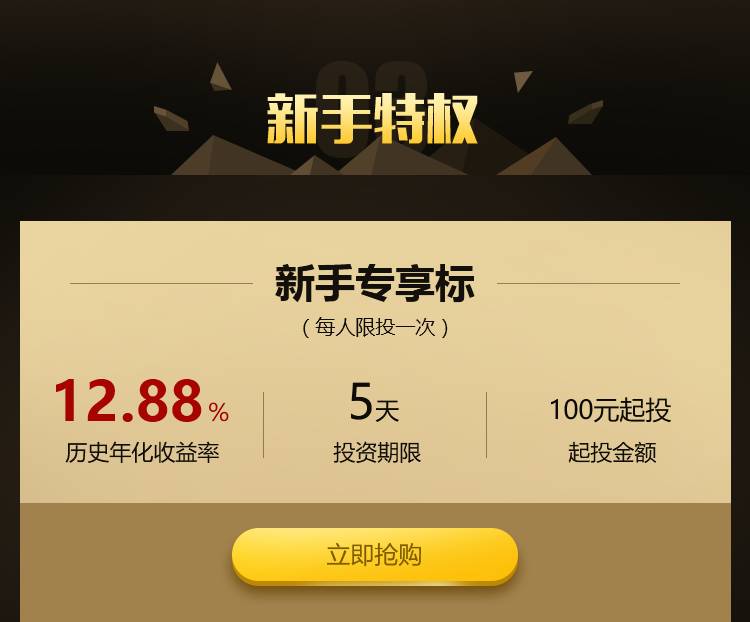 新手特权
新手专享标
（每人限投一次）
12.88%
历史年化收益率
5天
投资期限
100元起投
起投金额
立即抢购